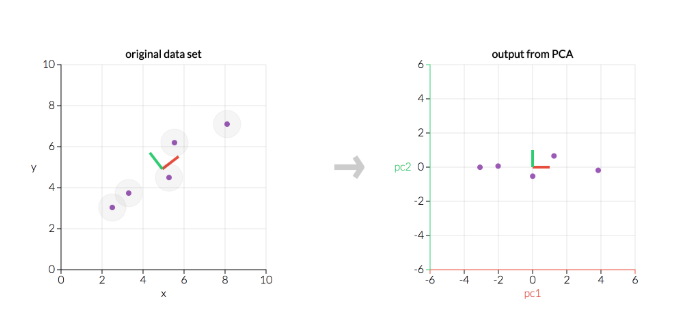 original data set
10
8
6
y
4
2
0
0 2 4 6 8 10
x
output from PCA
6
4
2
pc2 0
-2
-4
-6
-6 -4 -2 0 2 4 6
pc1